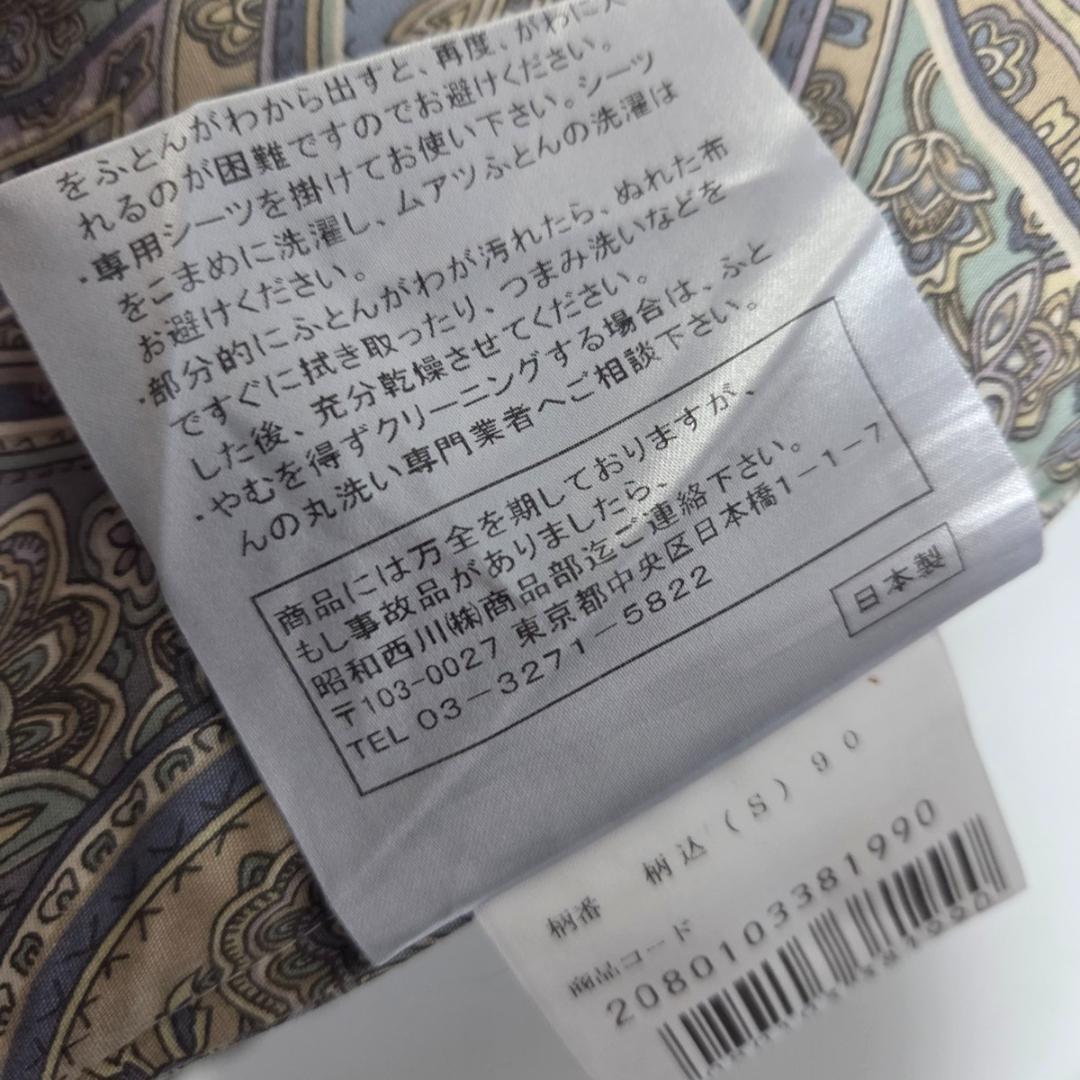 をふとんがわから出すと、再度、がわに入
れるのが困難ですのでお避けください。
・専用シーツを掛けてお使い下さい。シーツ
をこまめに洗濯し、ムアツふとんの洗濯は
お避けください。
・部分的にふとんがわが汚れたら、ぬれた布
ですぐに拭き取ったり、つまみ洗いなどを
した後、充分乾燥させてください。
・やむを得ずクリーニングする場合は、ふと
んの丸洗い専門業者へご相談下さい。
商品には万全を期しておりますが、
もし事故品がありましたら、
昭和西川㈱商品部迄ご連絡下さい。
〒103-0027 東京都中央区日本橋1-1-7
TEL 03-3271-5822
日本製
柄番 柄込(S)90
商品コード
2080103381990